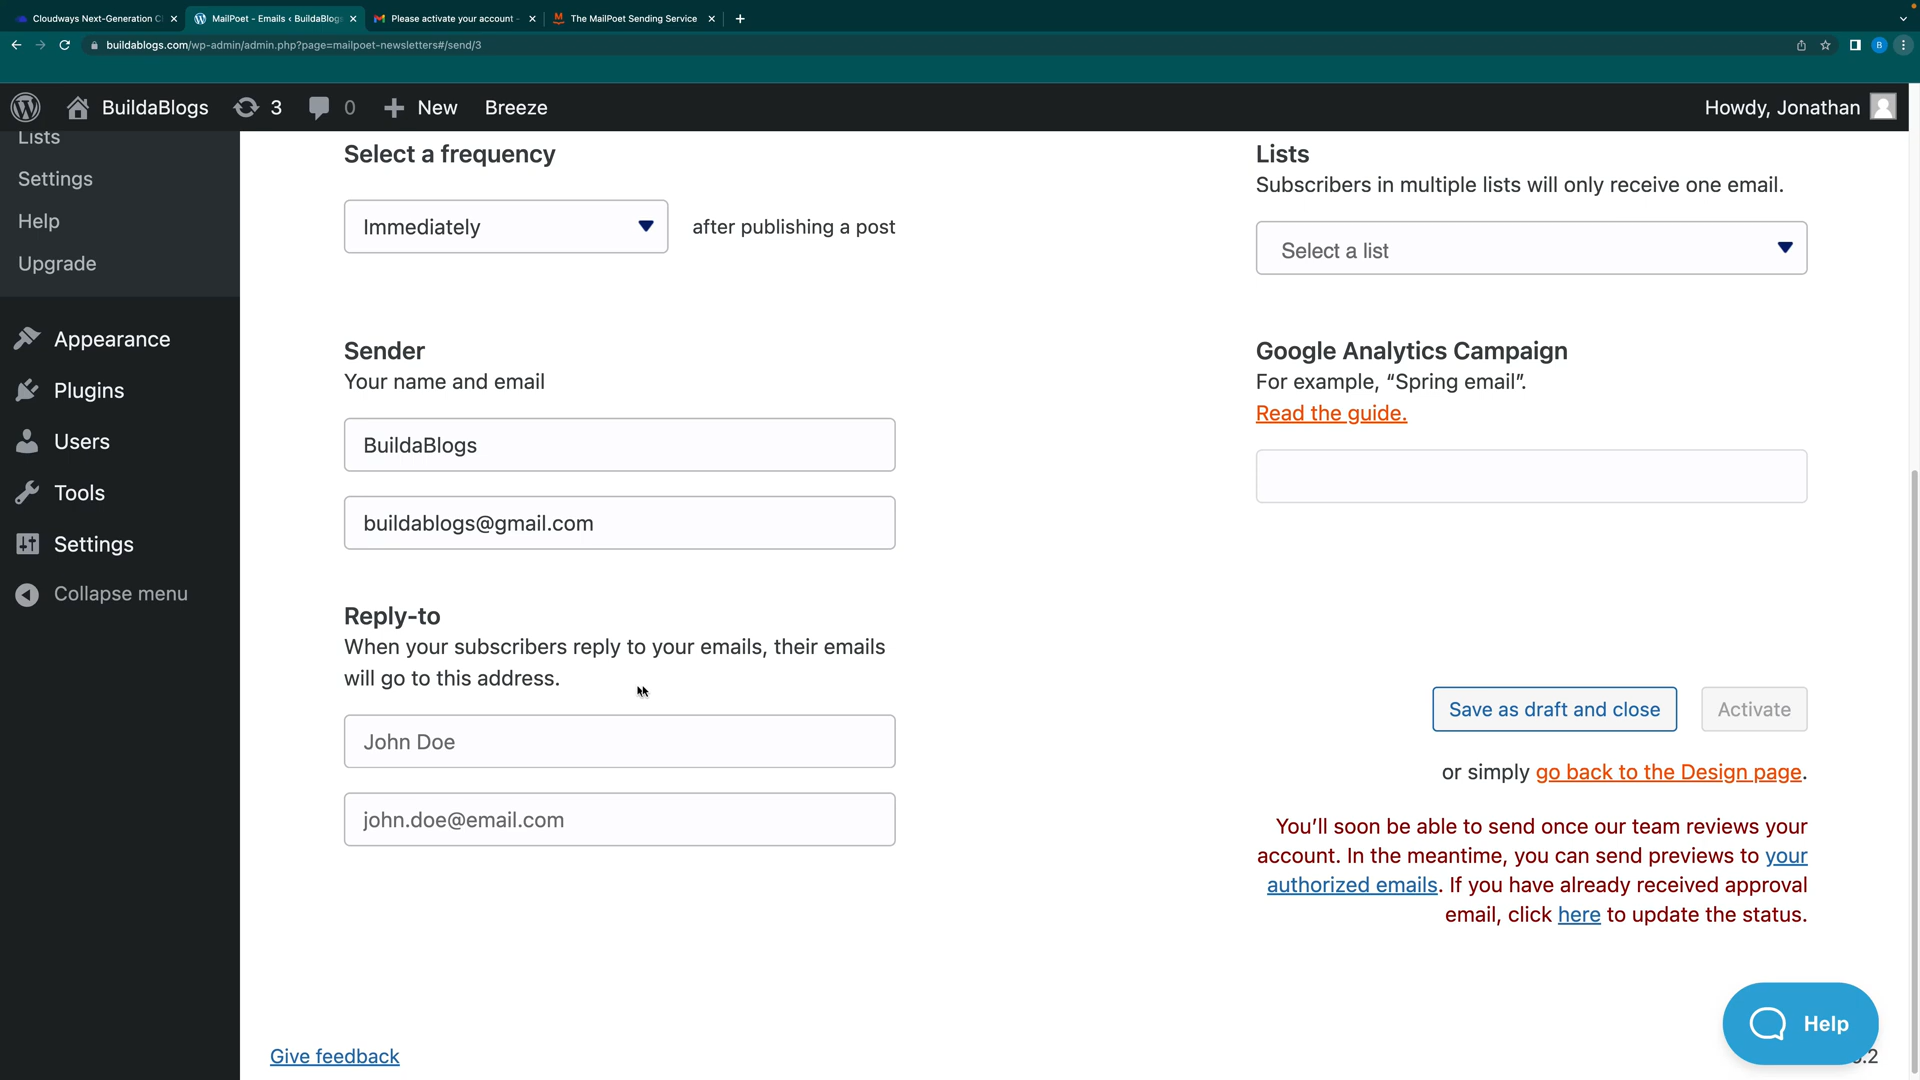 Cloudways Next-Generation C
MailPoet - Emails ‹ BuildaBlogs
Please activate your account -
The MailPoet Sending Service
buildablogs.com/wp-admin/admin.php?page=mailpoet-newsletters#/send/3
B
BuildaBlogs
3
0
New
Breeze
Howdy, Jonathan
Lists
Settings
Help
Upgrade
Appearance
Plugins
Users
Tools
Settings
Collapse menu
Select a frequency
Immediately
after publishing a post
Sender
Your name and email
BuildaBlogs
buildablogs@gmail.com
Reply-to
When your subscribers reply to your emails, their emails
will go to this address.
John Doe
john.doe@email.com
Lists
Subscribers in multiple lists will only receive one email.
Select a list
Google Analytics Campaign
For example, “Spring email”.
Read the guide.
Save as draft and close
Activate
or simply go back to the Design page.
You’ll soon be able to send once our team reviews your
account. In the meantime, you can send previews to your
authorized emails. If you have already received approval
email, click here to update the status.
Give feedback
Help